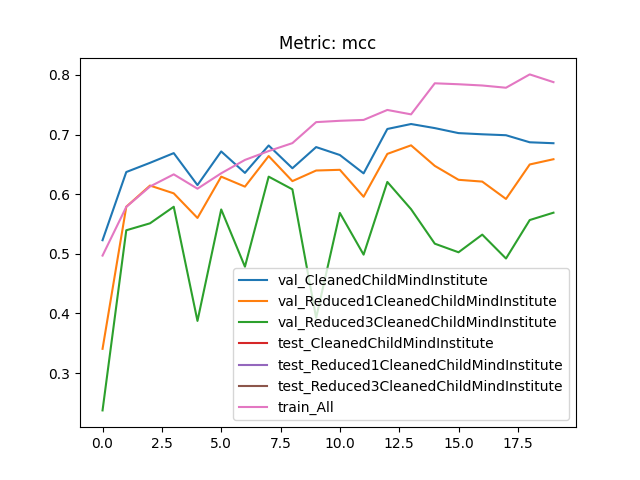 Metric: mcc
0.8
0.7
0.6
0.5
0.4
0.3
val_CleanedChildMindInstitute
val_Reduced1CleanedChildMindInstitute
val_Reduced3CleanedChildMindInstitute
test_CleanedChildMindInstitute
test_Reduced1CleanedChildMindInstitute
test_Reduced3CleanedChildMindInstitute
train_All
0.0 2.5 5.0 7.5 10.0 12.5 15.0 17.5